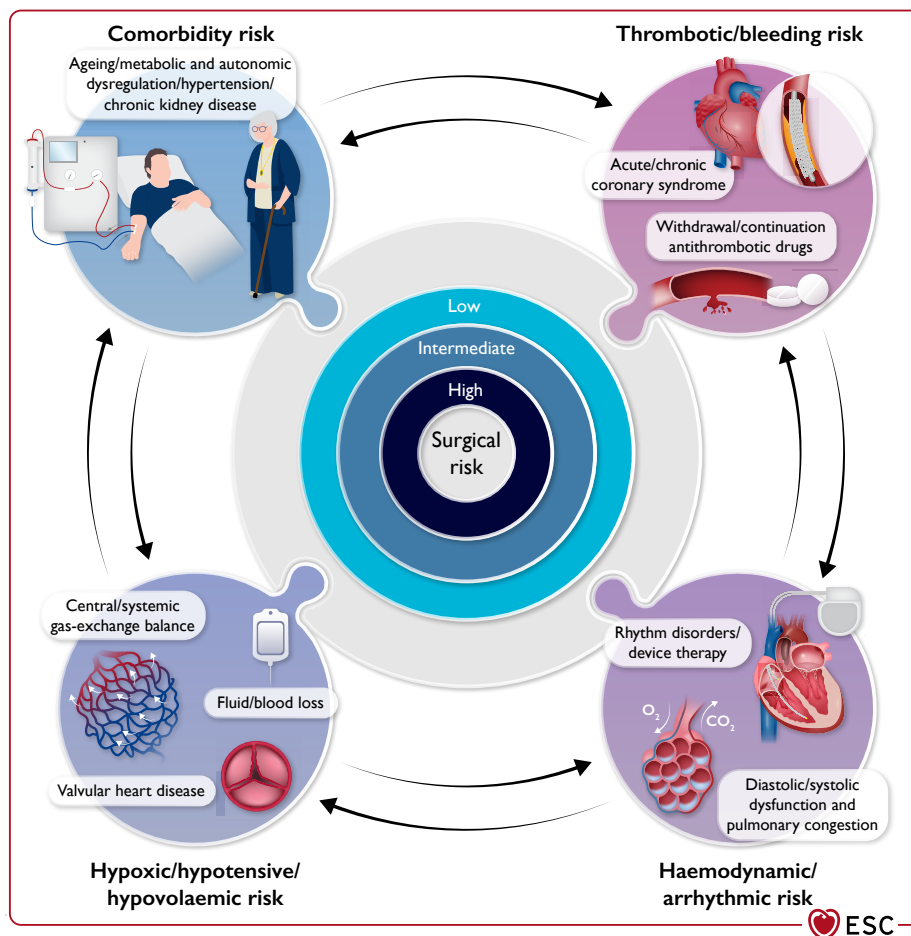 Comorbidity risk
Ageing/metabolic and autonomic
dysregulation/hypertension/
chronic kidney disease
Thrombotic/bleeding risk
Acute/chronic
coronary syndrome
Withdrawal/continuation
antithrombotic drugs
Low
Intermediate
High
Surgical
risk
Central/systemic
gas-exchange balance
Fluid/blood loss
Valvular heart disease
Hypoxic/hypotensive/
hypovolaemic risk
Rhythm disorders/
device therapy
O₂
CO₂
Diastolic/systolic
dysfunction and
pulmonary congestion
Haemodynamic/
arrhythmic risk
ESC